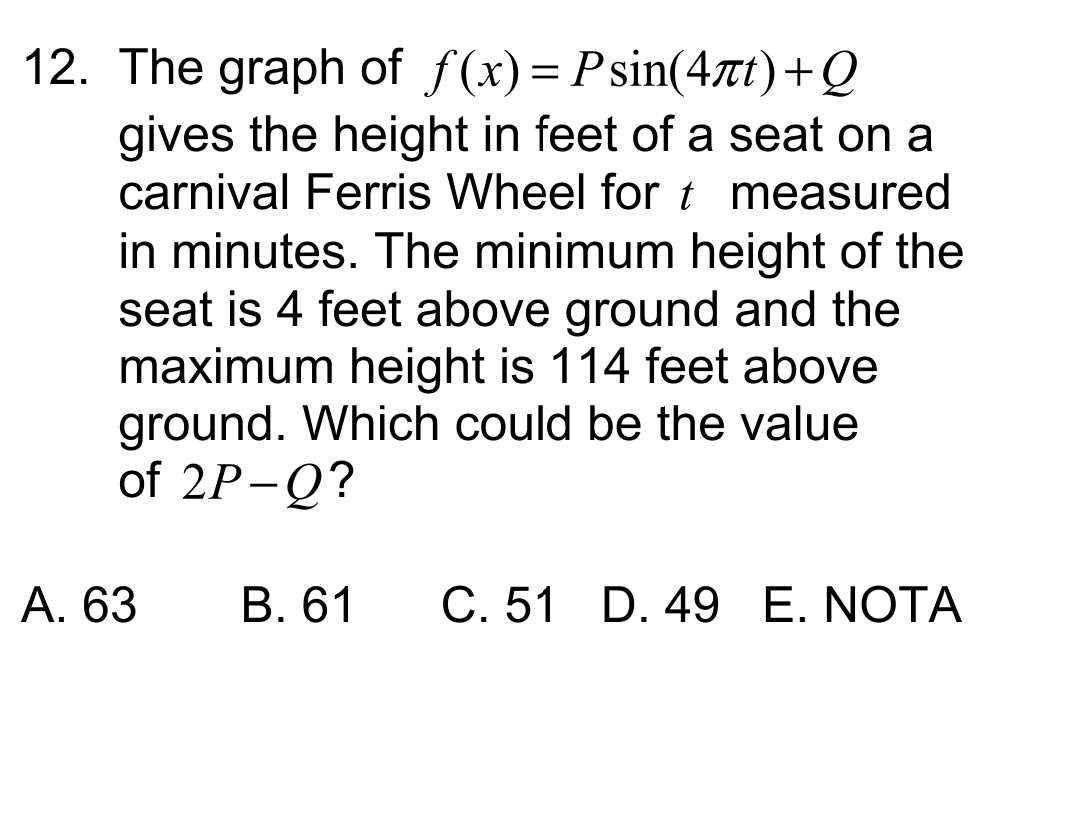 12. The graph of f(x) = P sin(4πt) + Q
gives the height in feet of a seat on a
carnival Ferris Wheel for t measured
in minutes. The minimum height of the
seat is 4 feet above ground and the
maximum height is 114 feet above
ground. Which could be the value
of 2P − Q?
A. 63 B. 61 C. 51 D. 49 E. NOTA